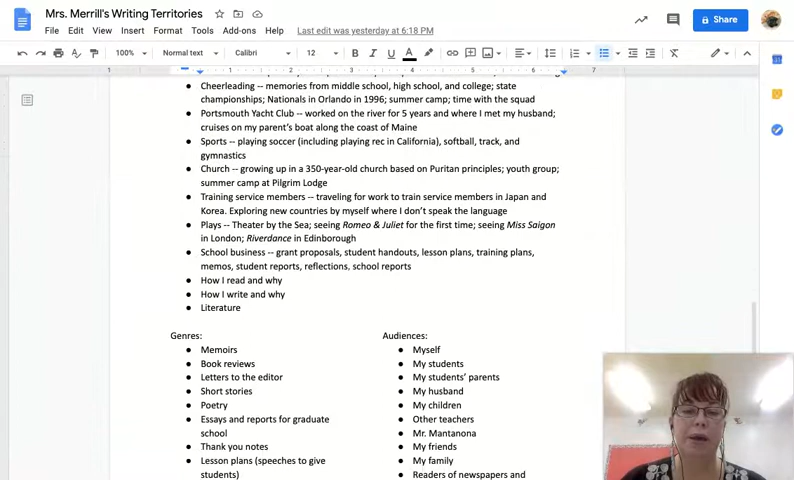 Mrs. Merrill's Writing Territories
File Edit View Insert Format Tools Add-ons Help Last edit was yesterday at 6:18 PM
Share
100% Normal text Calibri 12 B I U A
1 1 2 3 4 5 6 7
Cheerleading -- memories from middle school, high school, and college; state
championships; Nationals in Orlando in 1996; summer camp; time with the squad
Portsmouth Yacht Club -- worked on the river for 5 years and where I met my husband;
cruises on my parent's boat along the coast of Maine
Sports -- playing soccer (including playing rec in California), softball, track, and
gymnastics
Church -- growing up in a 350-year-old church based on Puritan principles; youth group;
summer camp at Pilgrim Lodge
Training service members -- traveling for work to train service members in Japan and
Korea. Exploring new countries by myself where I don't speak the language
Plays -- Theater by the Sea; seeing Romeo & Juliet for the first time; seeing Miss Saigon
in London; Riverdance in Edinborough
School business -- grant proposals, student handouts, lesson plans, training plans,
memos, student reports, reflections, school reports
How I read and why
How I write and why
Literature
Genres:
Memoirs
Book reviews
Letters to the editor
Short stories
Poetry
Essays and reports for graduate
school
Thank you notes
Lesson plans (speeches to give
students)
Audiences:
Myself
My students
My students' parents
My husband
My children
Other teachers
Mr. Mantanona
My friends
My family
Readers of newspapers and